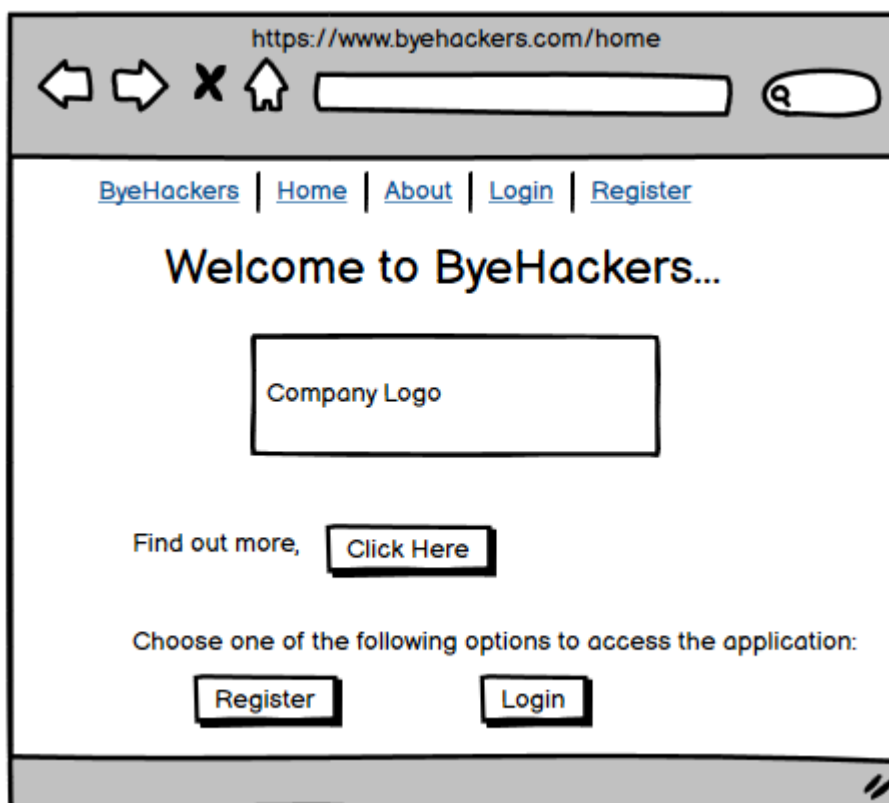 https://www.byehackers.com/home
ByeHackers Home About Login Register
Welcome to ByeHackers...
Company Logo
Find out more, Click Here
Choose one of the following options to access the application:
Register Login